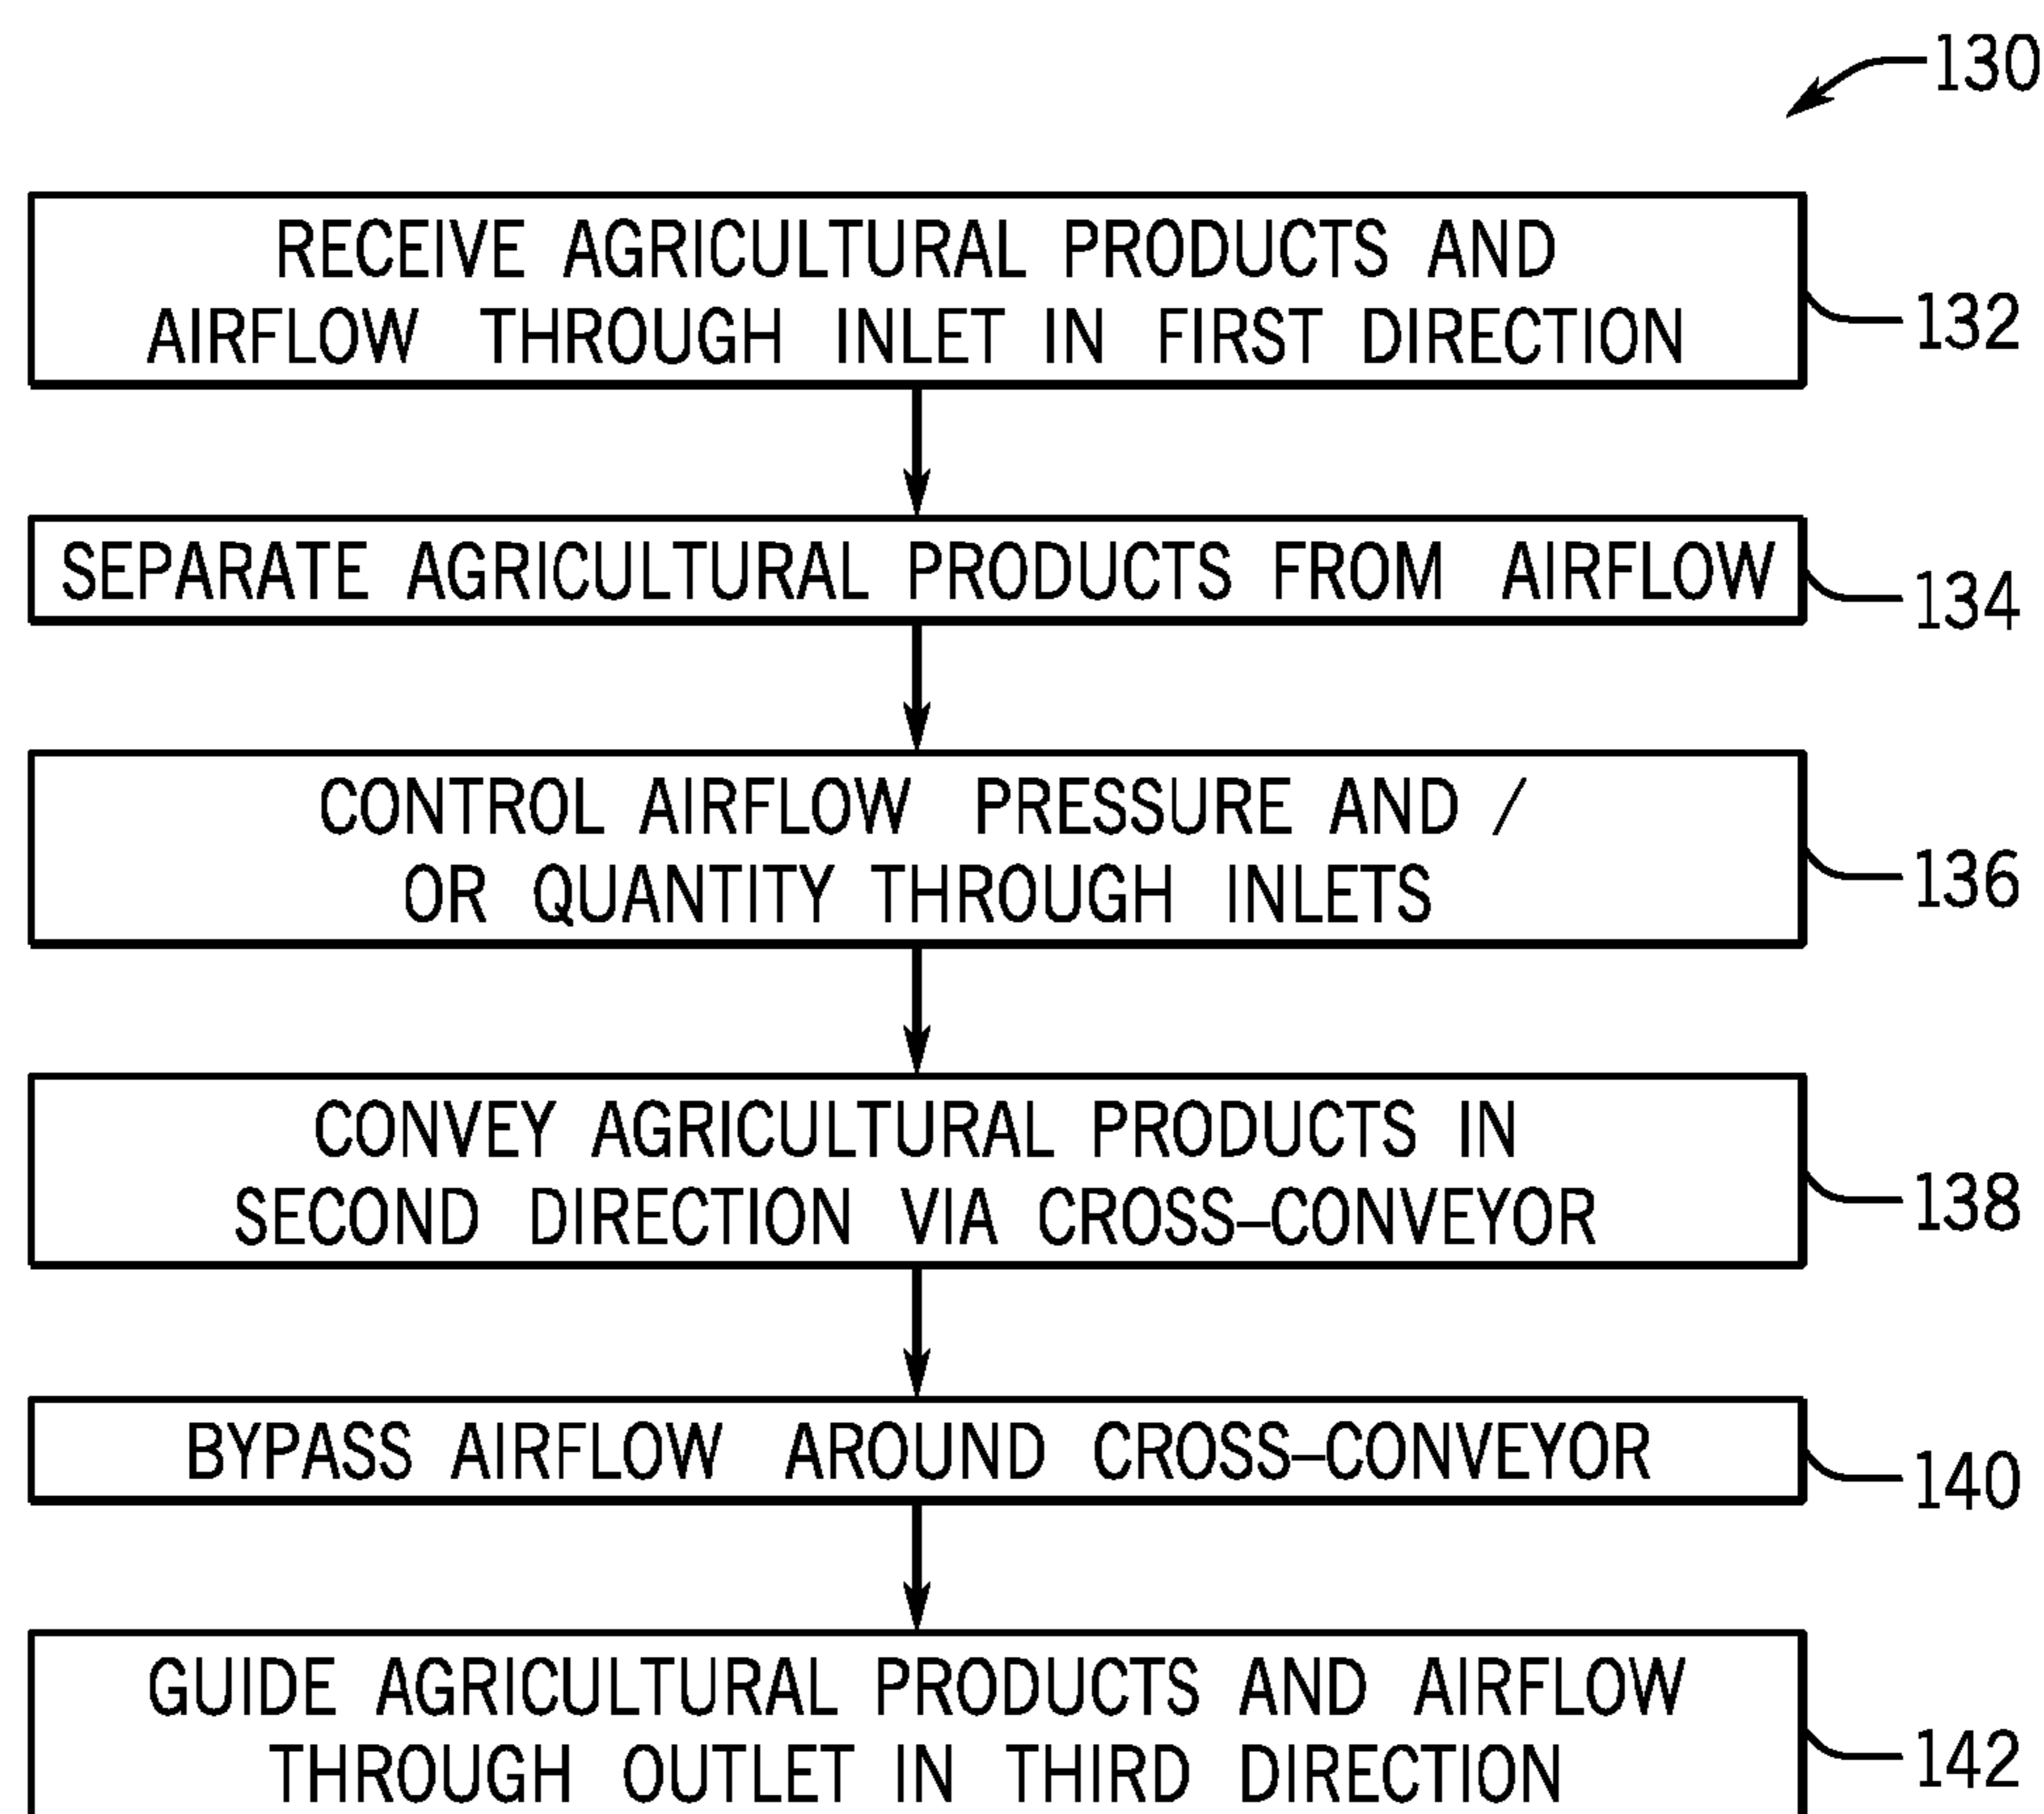 130
RECEIVE AGRICULTURAL PRODUCTS AND
AIRFLOW THROUGH INLET IN FIRST DIRECTION
132
SEPARATE AGRICULTURAL PRODUCTS FROM AIRFLOW
134
CONTROL AIRFLOW PRESSURE AND /
OR QUANTITY THROUGH INLETS
136
CONVEY AGRICULTURAL PRODUCTS IN
SECOND DIRECTION VIA CROSS–CONVEYOR
138
BYPASS AIRFLOW AROUND CROSS–CONVEYOR
140
GUIDE AGRICULTURAL PRODUCTS AND AIRFLOW
THROUGH OUTLET IN THIRD DIRECTION
142